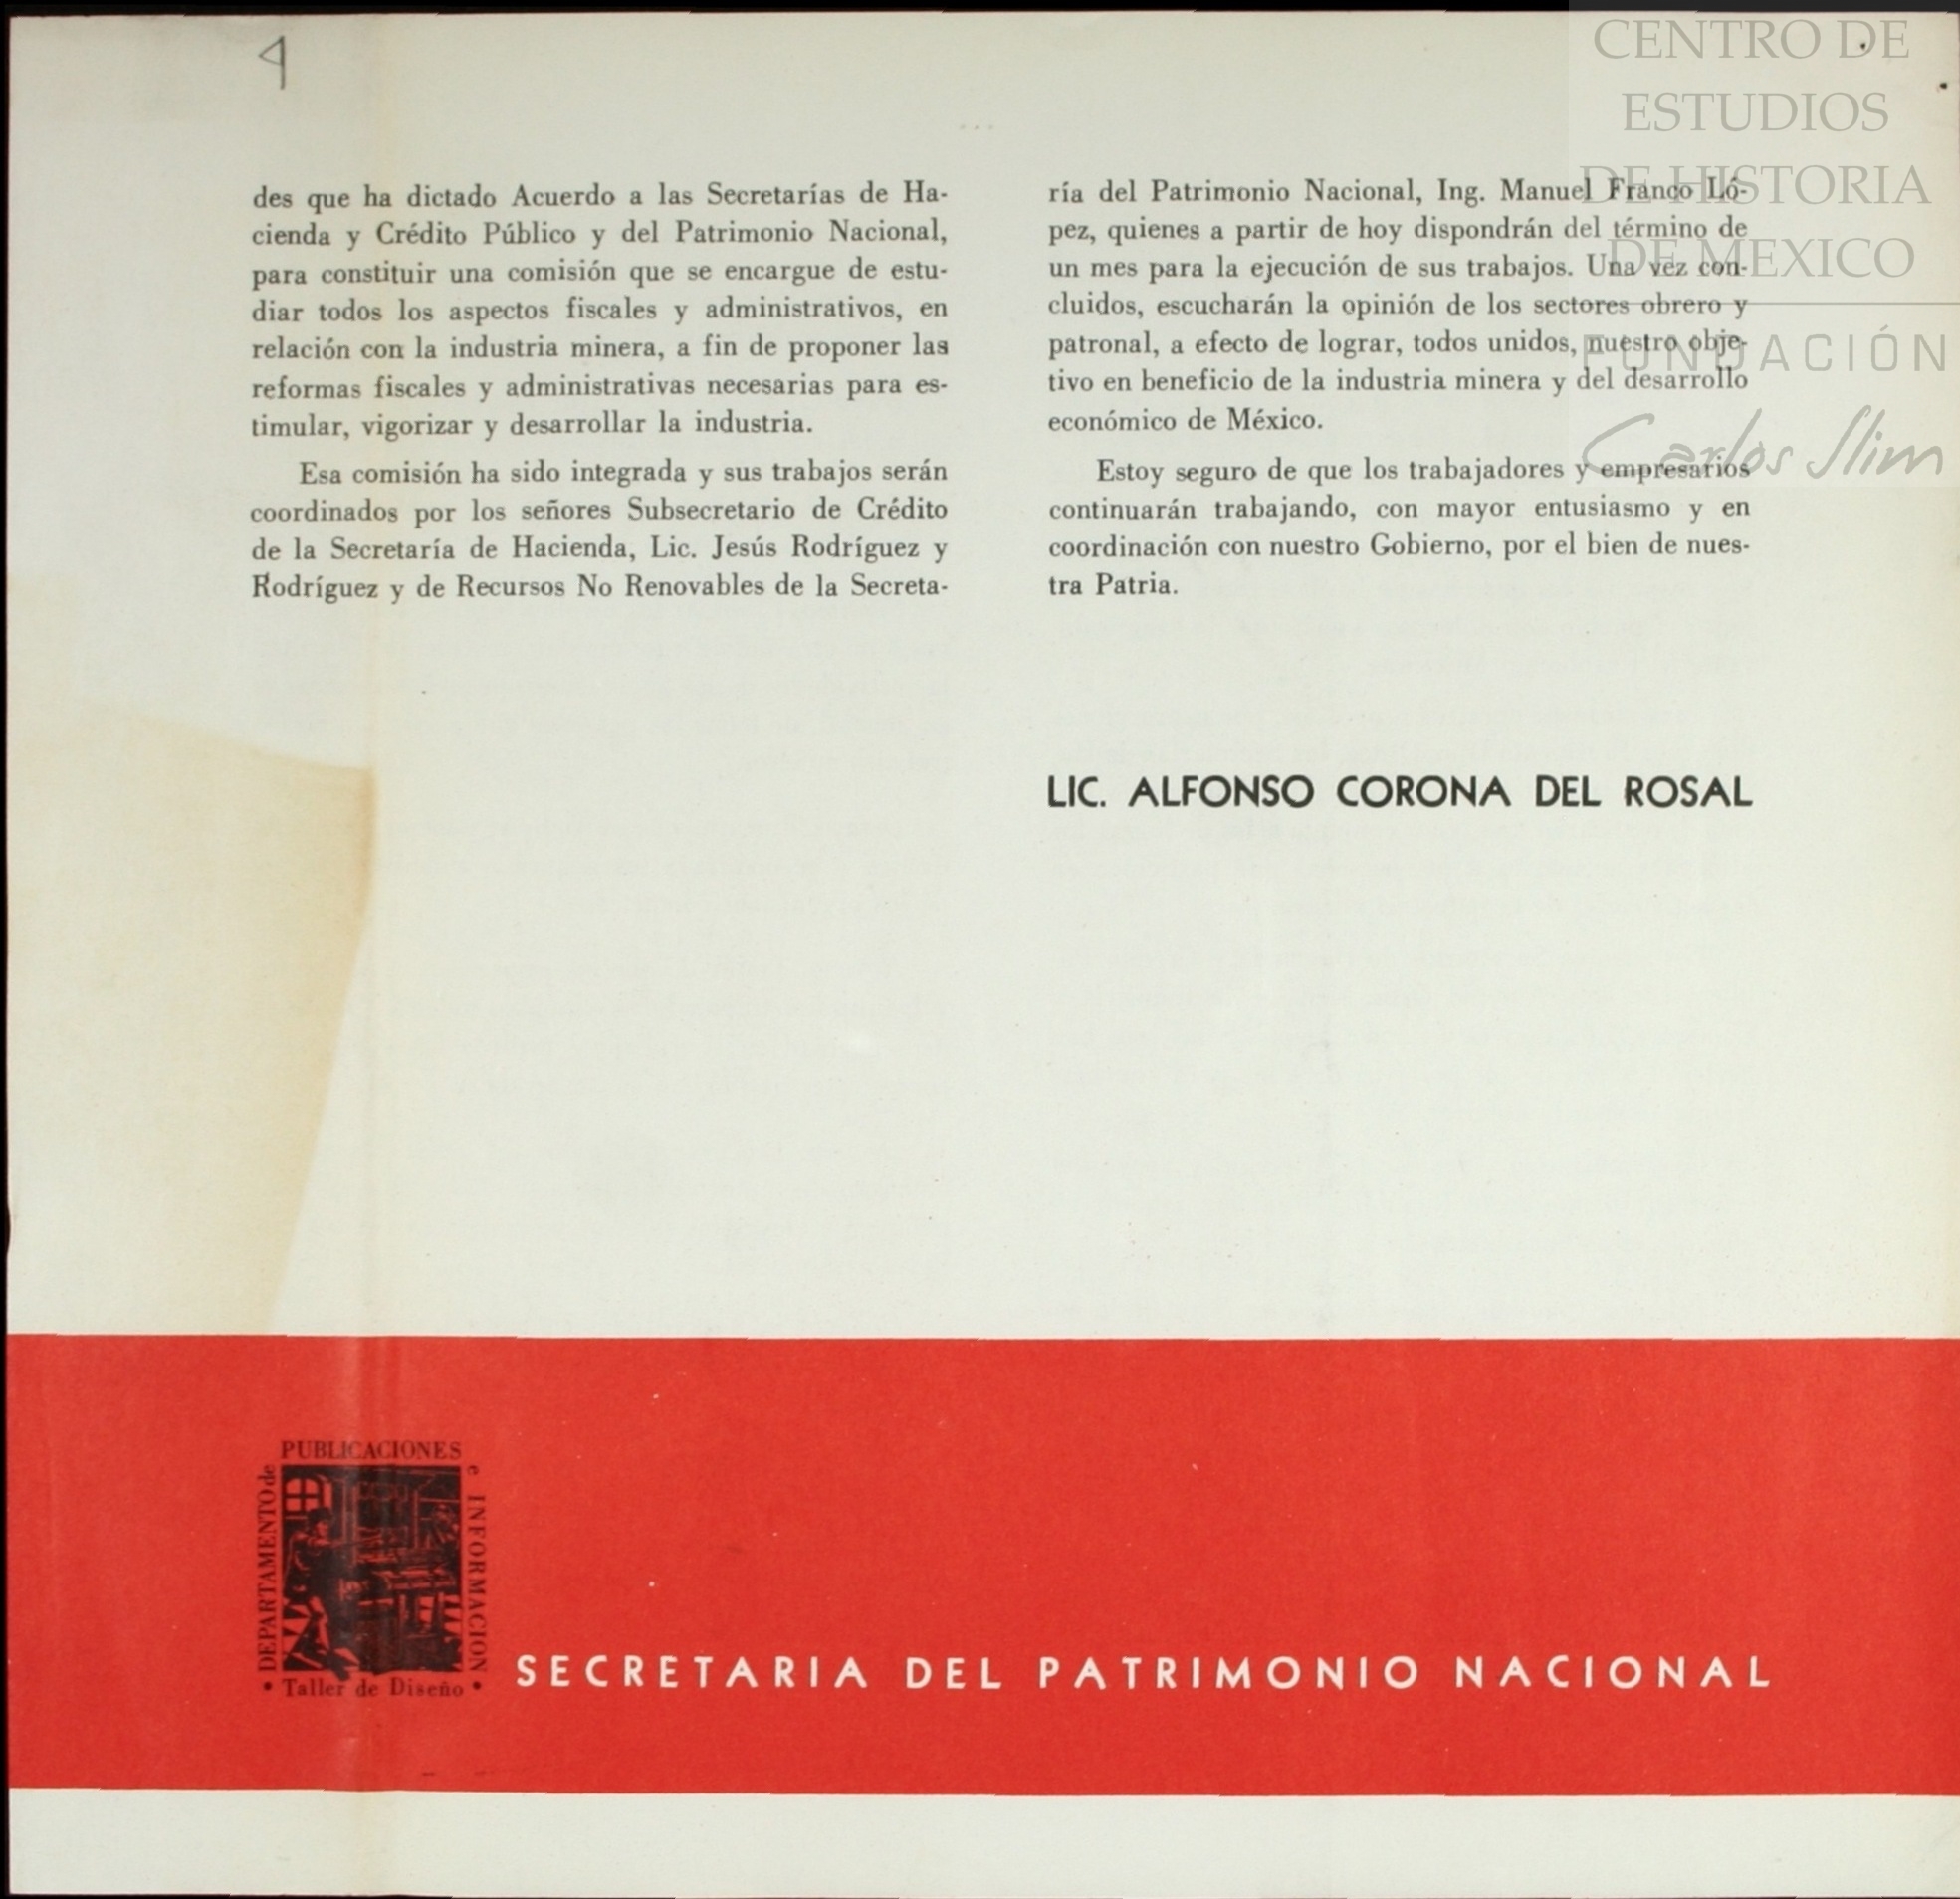 9
des que ha dictado Acuerdo a las Secretarías de Ha-
cienda y Crédito Público y del Patrimonio Nacional,
para constituir una comisión que se encargue de estu-
diar todos los aspectos fiscales y administrativos, en
relación con la industria minera, a fin de proponer las
reformas fiscales y administrativas necesarias para es-
timular, vigorizar y desarrollar la industria.
Esa comisión ha sido integrada y sus trabajos serán
coordinados por los señores Subsecretario de Crédito
de la Secretaría de Hacienda, Lic. Jesús Rodríguez y
Rodríguez y de Recursos No Renovables de la Secreta-
ría del Patrimonio Nacional, Ing. Manuel Franco Ló-
pez, quienes a partir de hoy dispondrán del término de
un mes para la ejecución de sus trabajos. Una vez con-
cluidos, escucharán la opinión de los sectores obrero y
patronal, a efecto de lograr, todos unidos, nuestro obje-
tivo en beneficio de la industria minera y del desarrollo
económico de México.
Estoy seguro de que los trabajadores y empresarios
continuarán trabajando, con mayor entusiasmo y en
coordinación con nuestro Gobierno, por el bien de nues-
tra Patria.
LIC. ALFONSO CORONA DEL ROSAL
DEPARTAMENTO de
PUBLICACIONES
e INFORMACION
• Taller de Diseño •
SECRETARIA DEL PATRIMONIO NACIONAL
CENTRO DE
ESTUDIOS
DE HISTORIA
DE MEXICO
FUNDACIÓN
Carlos Slim